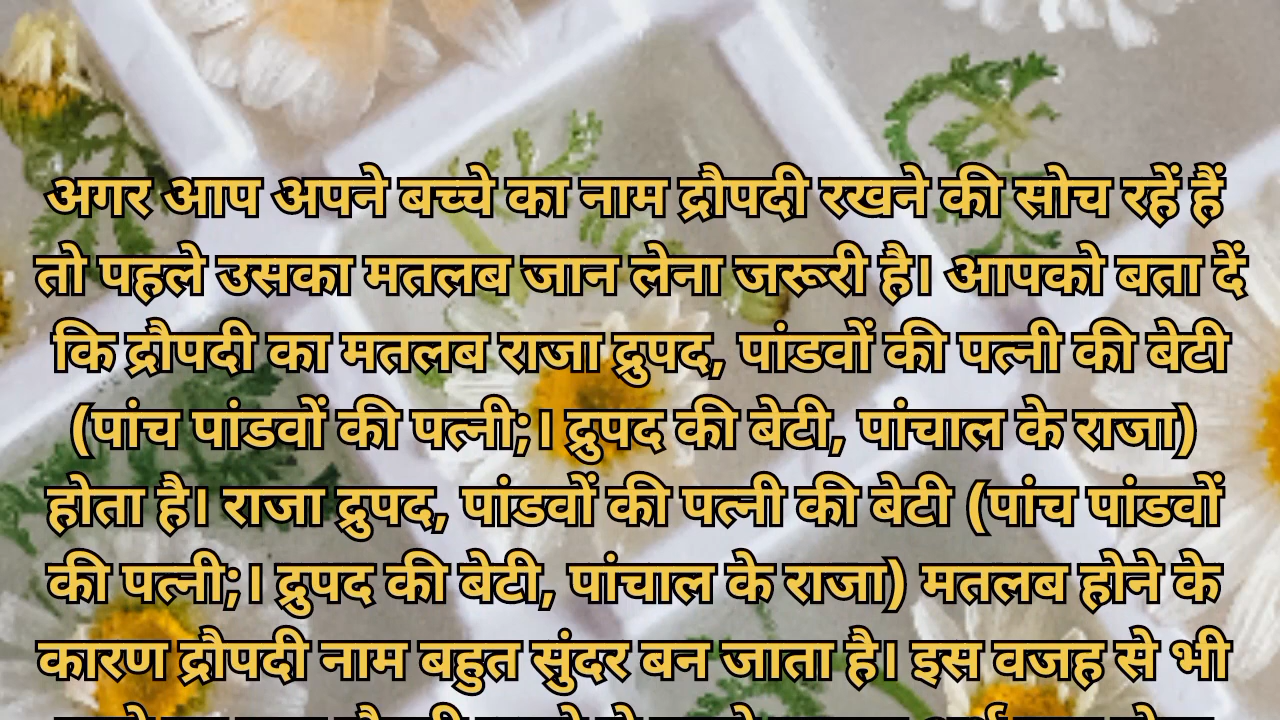 अगर आप अपने बच्चे का नाम द्रौपदी रखने की सोच रहें हैं
तो पहले उसका मतलब जान लेना जरूरी है। आपको बता दें
कि द्रौपदी का मतलब राजा द्रुपद, पांडवों की पत्नी की बेटी
(पांच पांडवों की पत्नी;। द्रुपद की बेटी, पांचाल के राजा)
होता है। राजा द्रुपद, पांडवों की पत्नी की बेटी (पांच पांडवों
की पत्नी;। द्रुपद की बेटी, पांचाल के राजा) मतलब होने के
कारण द्रौपदी नाम बहुत सुंदर बन जाता है। इस वजह से भी